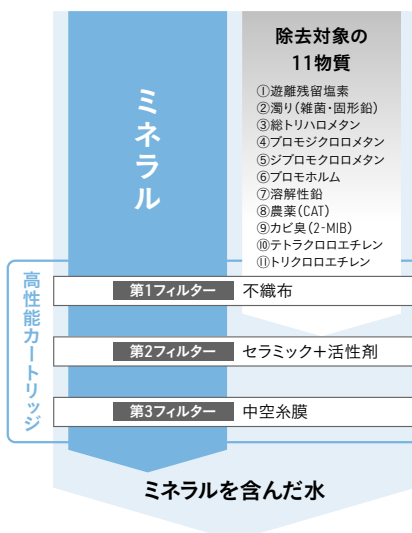 ミネラル
除去対象の
11物質
①遊離残留塩素
②濁り(雑菌・固形鉛)
③総トリハロメタン
④ブロモジクロロメタン
⑤ジブロモクロロメタン
⑥ブロモホルム
⑦溶解性鉛
⑧農薬(CAT)
⑨カビ臭(2-MIB)
⑩テトラクロロエチレン
⑪トリクロロエチレン
高性能カートリッジ
第1フィルター 不織布
第2フィルター セラミック+活性剤
第3フィルター 中空糸膜
ミネラルを含んだ水